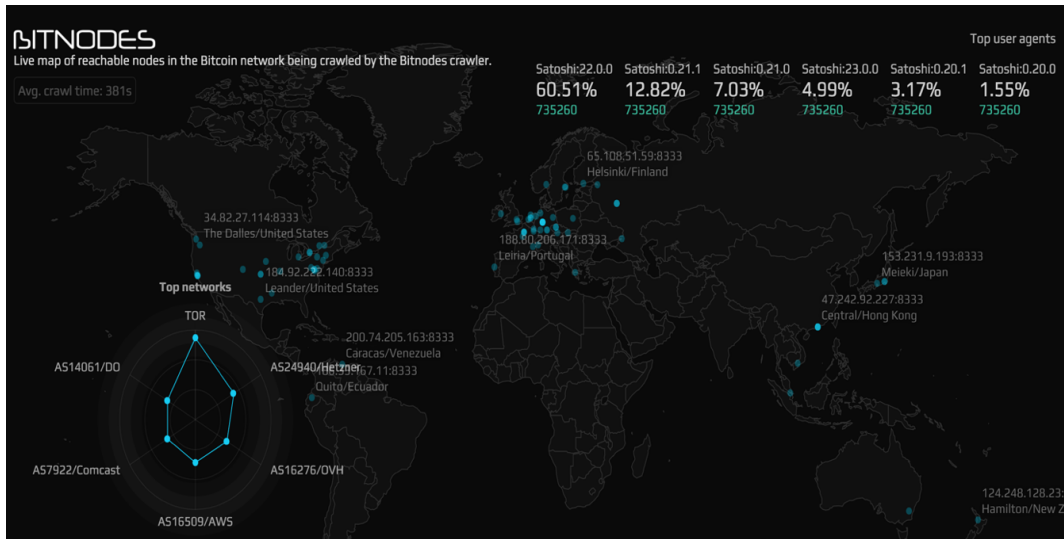 BITNODES
Live map of reachable nodes in the Bitcoin network being crawled by the Bitnodes crawler.
Avg. crawl time: 381s
Top user agents
Satoshi:22.0.0 Satoshi:0.21.1 Satoshi:0.21.0 Satoshi:23.0.0 Satoshi:0.20.1 Satoshi:0.20.0
60.51% 12.82% 7.03% 4.99% 3.17% 1.55%
735260 735260 735260 735260 735260 735260
65.108.51.59:8333
Helsinki/Finland
34.82.27.114:8333
The Dalles/United States
188.80.206.171:8333
Leiria/Portugal
153.231.9.193:8333
Meieki/Japan
184.92.222.140:8333
Leander/United States
47.242.92.227:8333
Central/Hong Kong
Top networks
TOR
200.74.205.163:8333
Caracas/Venezuela
AS14061/DO
AS24940/Hetzner
Quito/Ecuador
AS7922/Comcast
AS16276/OVH
AS16509/AWS
124.248.128.23:
Hamilton/New Z